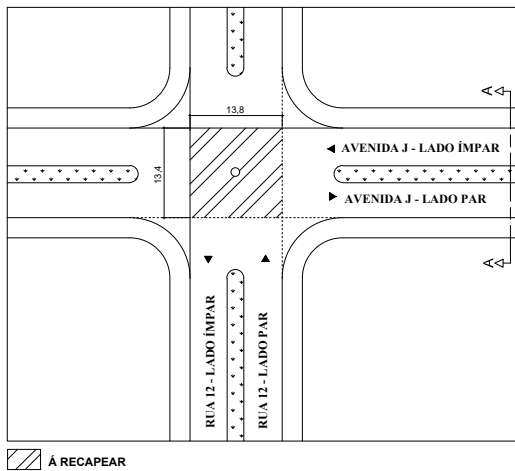 13,8
13,4
A
AVENIDA J - LADO ÍMPAR
AVENIDA J - LADO PAR
A
RUA 12 - LADO ÍMPAR
RUA 12 - LADO PAR
Á RECAPEAR